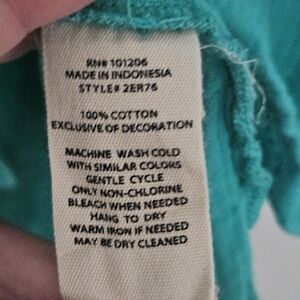 RN# 101206
MADE IN INDONESIA
STYLE# 2ER76
100% COTTON
EXCLUSIVE OF DECORATION
MACHINE WASH COLD
WITH SIMILAR COLORS
GENTLE CYCLE
ONLY NON-CHLORINE
BLEACH WHEN NEEDED
HANG TO DRY
WARM IRON IF NEEDED
MAY BE DRY CLEANED